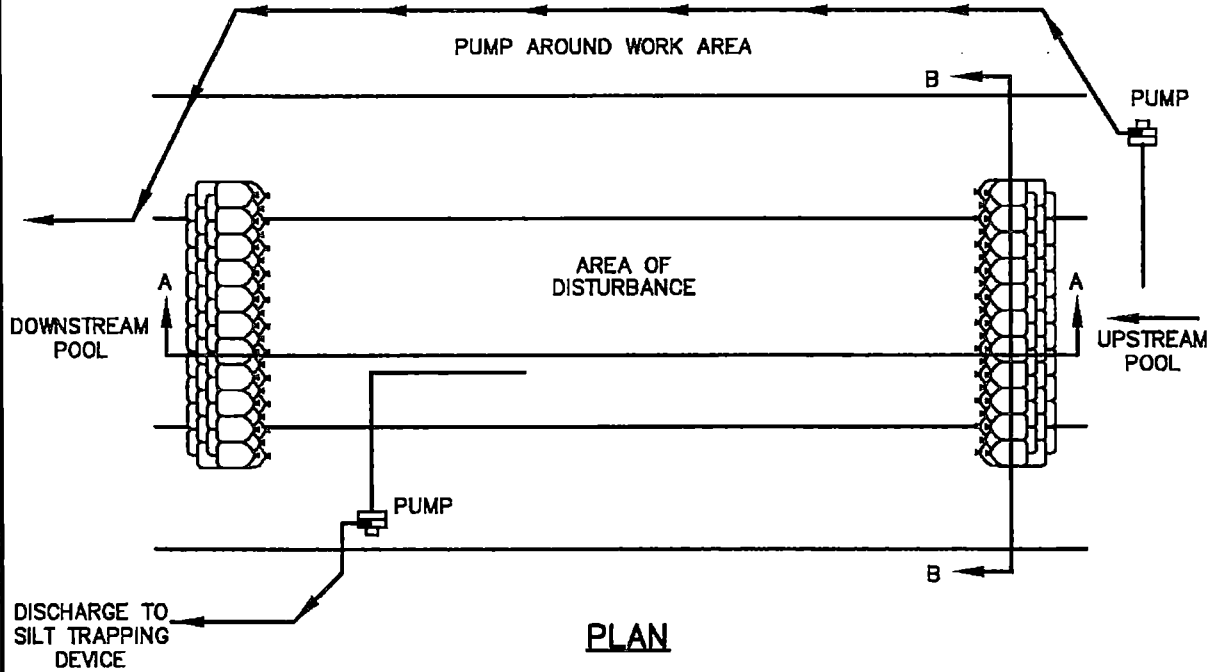 PUMP AROUND WORK AREA
B
PUMP
AREA OF
DISTURBANCE
A
A
DOWNSTREAM
POOL
UPSTREAM
POOL
PUMP
B
DISCHARGE TO
SILT TRAPPING
DEVICE
PLAN